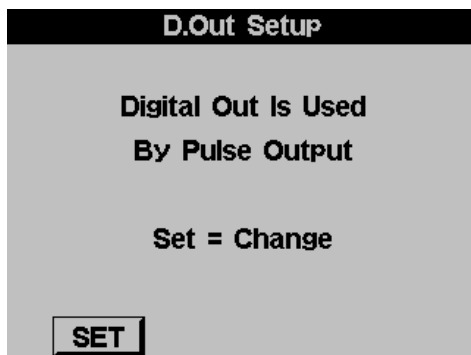 D.Out Setup
Digital Out Is Used
By Pulse Output
Set = Change
SET